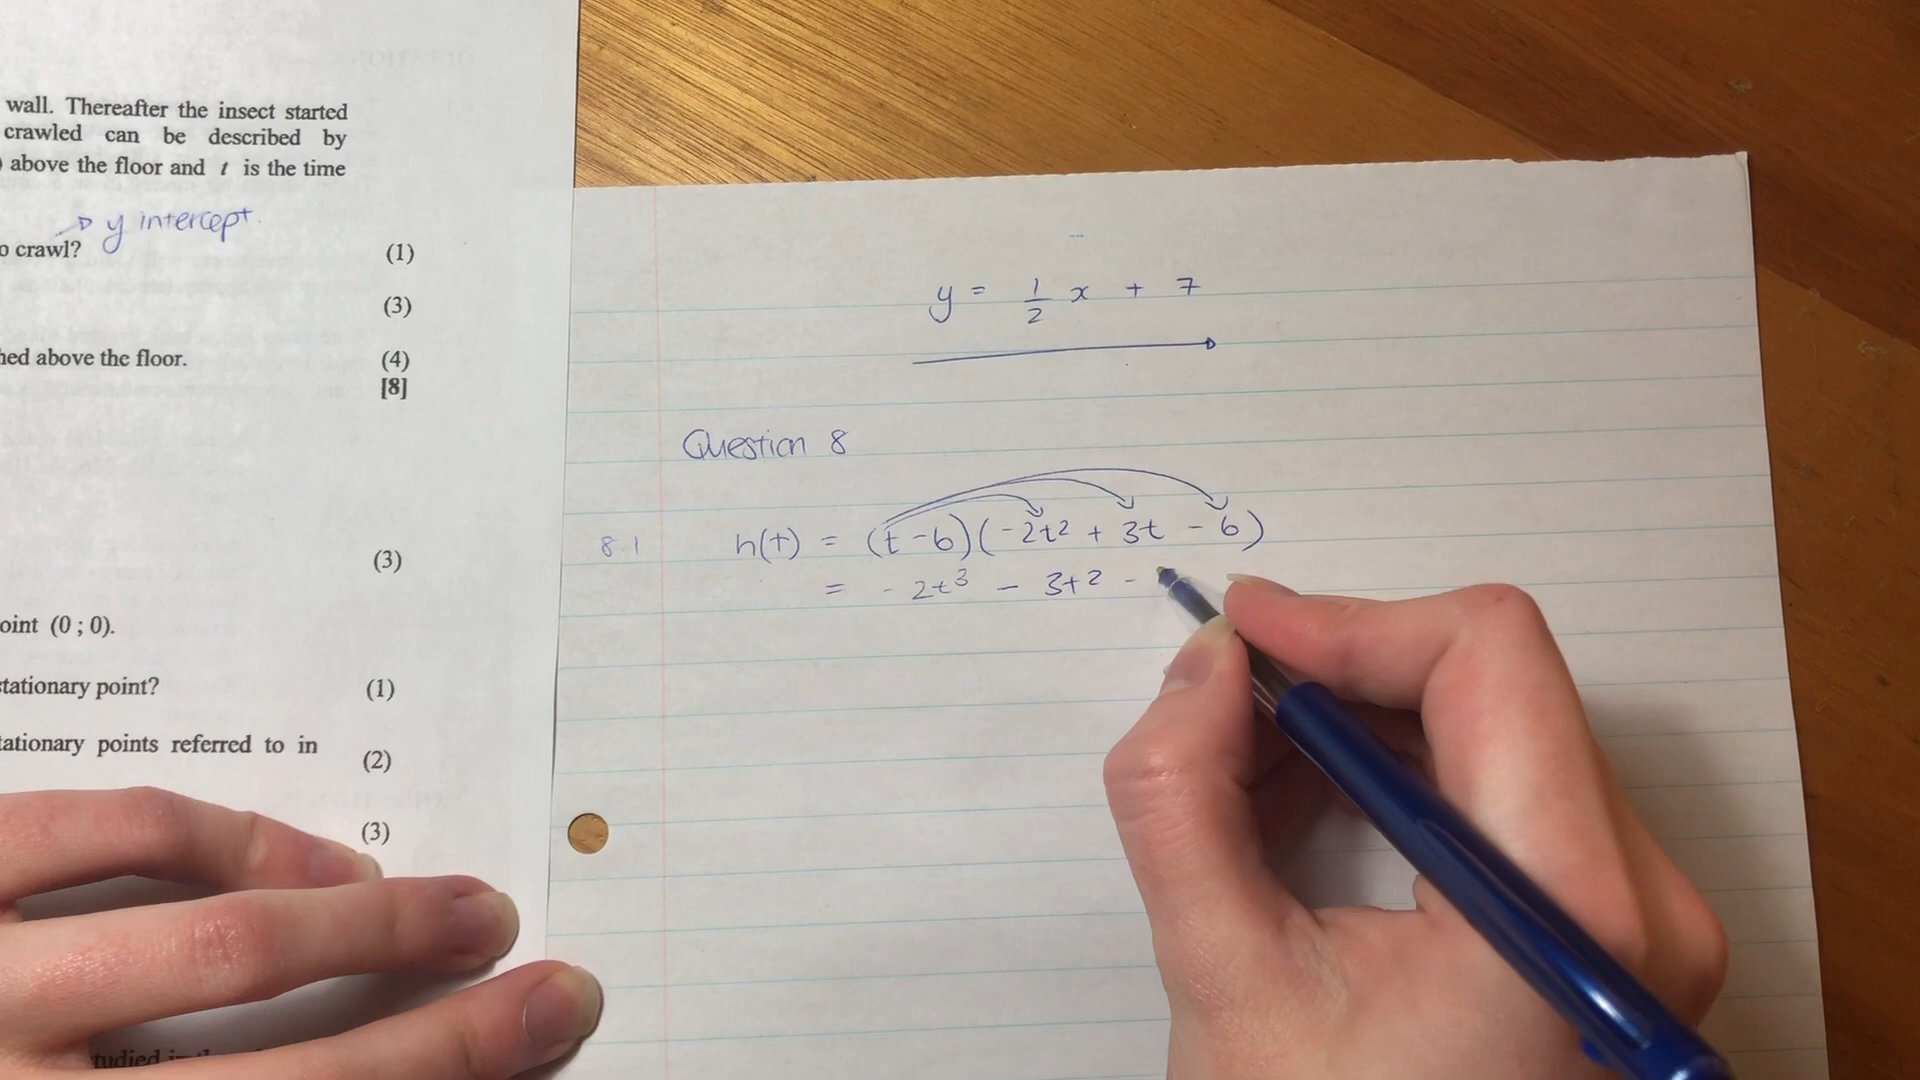 wall. Thereafter the insect started
crawled can be described by
above the floor and t is the time
→ y intercept.
o crawl? (1)
(3)
hed above the floor. (4)
[8]
(3)
oint (0 ; 0).
stationary point? (1)
tationary points referred to in
(2)
(3)
y = 1/2 x + 7
Question 8
8.1 h(t) = (t - 6)(-2t² + 3t - 6)
= - 2t³ - 3t² -